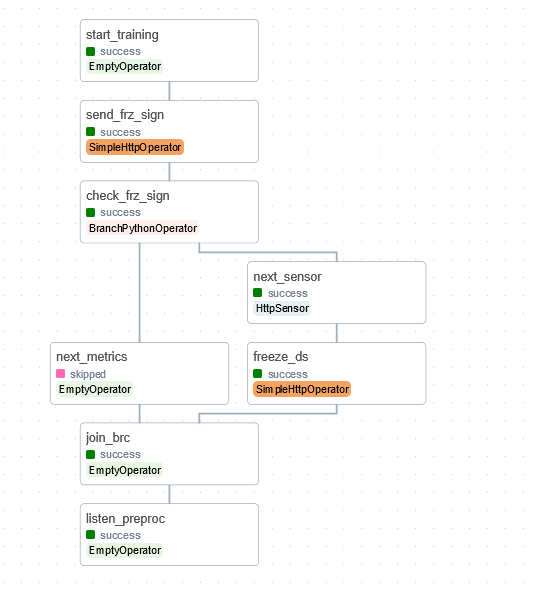 start_training
success
EmptyOperator
send_frz_sign
success
SimpleHttpOperator
check_frz_sign
success
BranchPythonOperator
next_sensor
success
HttpSensor
next_metrics
skipped
EmptyOperator
freeze_ds
success
SimpleHttpOperator
join_brc
success
EmptyOperator
listen_preproc
success
EmptyOperator